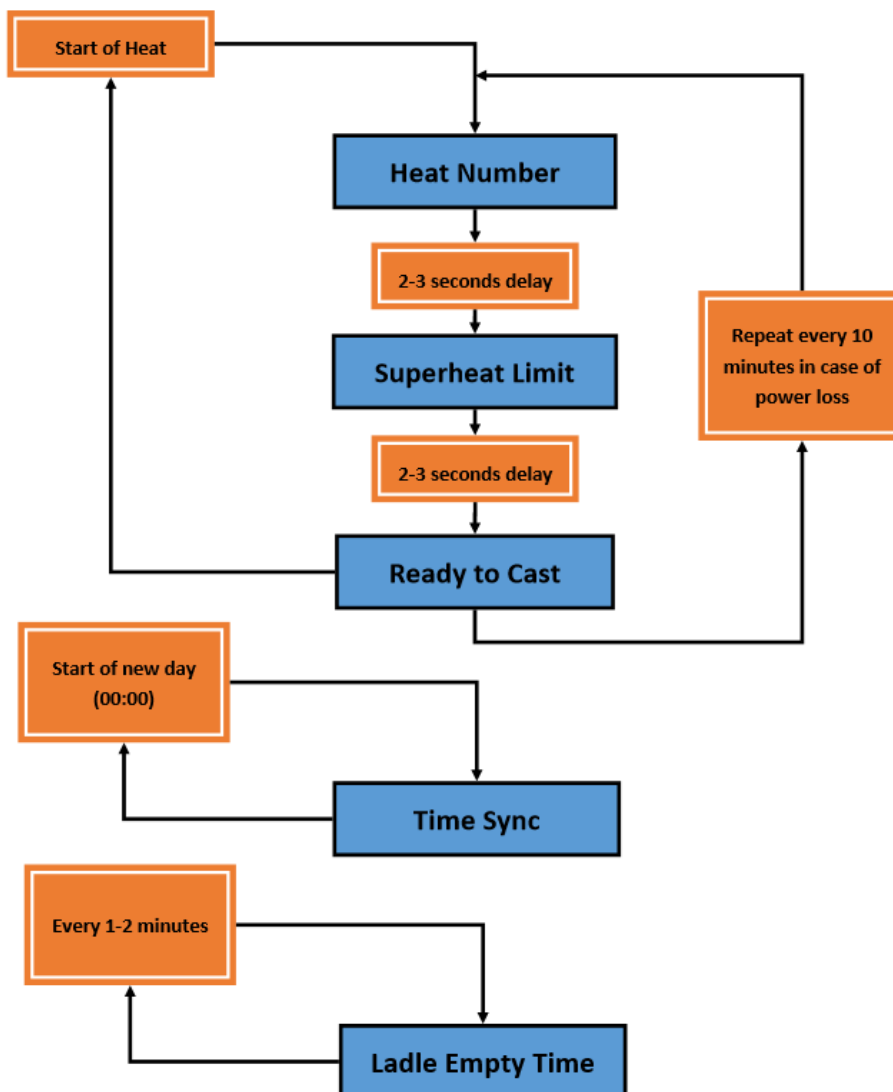 Start of Heat
Heat Number
2-3 seconds delay
Superheat Limit
Repeat every 10
minutes in case of
power loss
2-3 seconds delay
Ready to Cast
Start of new day
(00:00)
Time Sync
Every 1-2 minutes
Ladle Empty Time